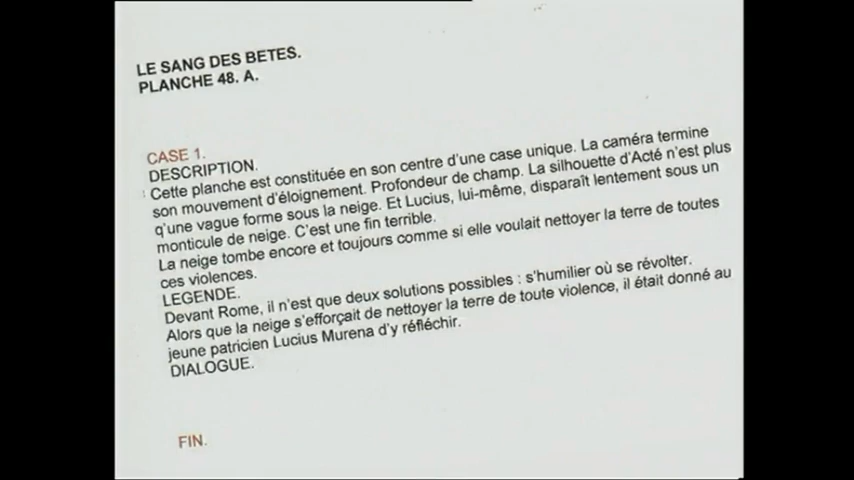 LE SANG DES BETES.
PLANCHE 48. A.
CASE 1.
DESCRIPTION.
Cette planche est constituée en son centre d'une case unique. La caméra termine
son mouvement d'éloignement. Profondeur de champ. La silhouette d'Acté n'est plus
q'une vague forme sous la neige. Et Lucius, lui-même, disparaît lentement sous un
monticule de neige. C'est une fin terrible.
La neige tombe encore et toujours comme si elle voulait nettoyer la terre de toutes
ces violences.
LEGENDE.
Devant Rome, il n'est que deux solutions possibles : s'humilier où se révolter.
Alors que la neige s'efforçait de nettoyer la terre de toute violence, il était donné au
jeune patricien Lucius Murena d'y réfléchir.
DIALOGUE.
FIN.